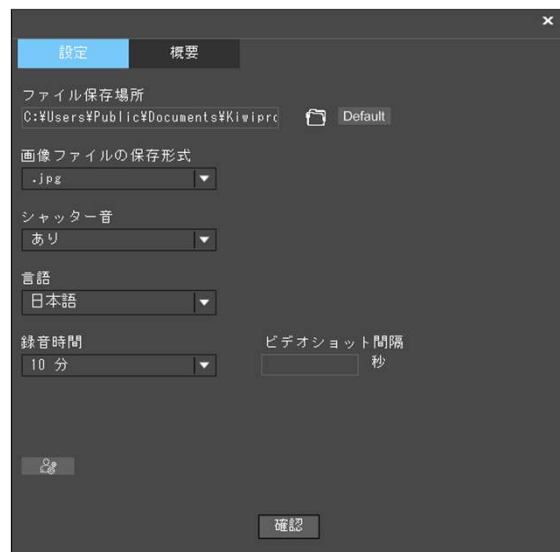 設定 概要
ファイル保存場所
C:¥Users¥Public¥Documents¥Kiwipro
Default
画像ファイルの保存形式
.jpg
シャッター音
あり
言語
日本語
録音時間 ビデオショット間隔
10 分 秒
確認